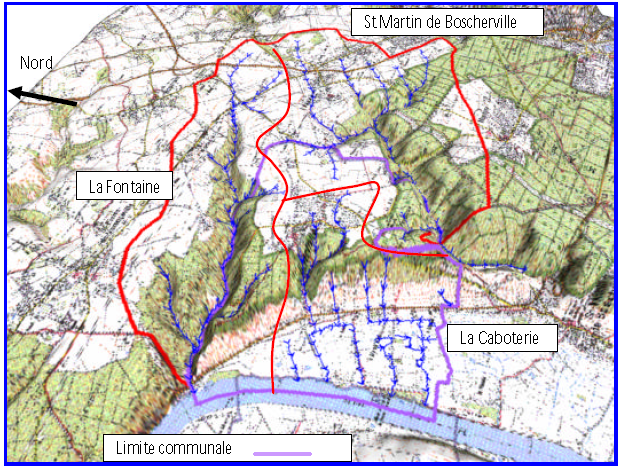 St.Martin de Boscherville
Nord
La Fontaine
La Caboterie
Limite communale